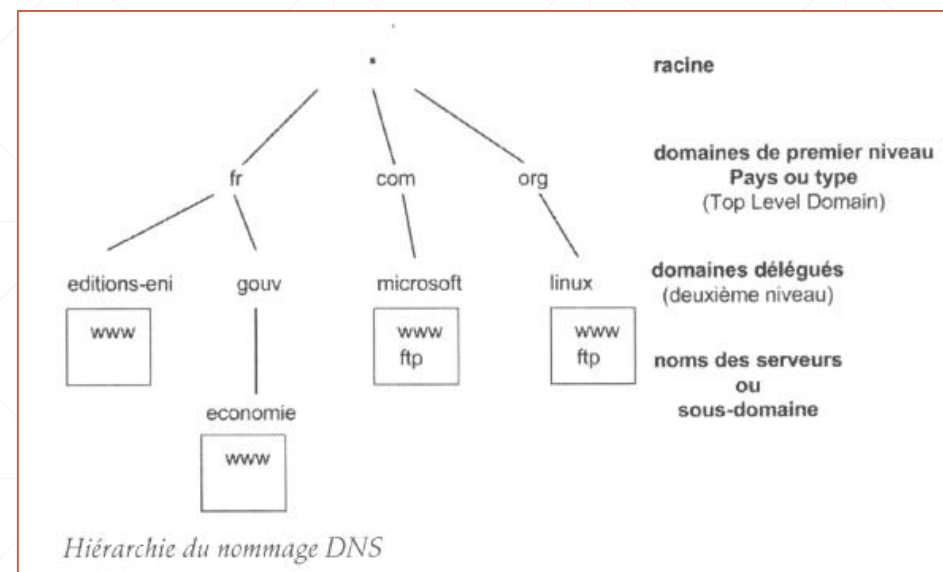 .
racine
domaines de premier niveau
Pays ou type
(Top Level Domain)
fr com org
domaines délégués
(deuxième niveau)
editions-eni gouv microsoft linux
www www www
ftp ftp
noms des serveurs
ou
sous-domaine
economie
www
Hiérarchie du nommage DNS